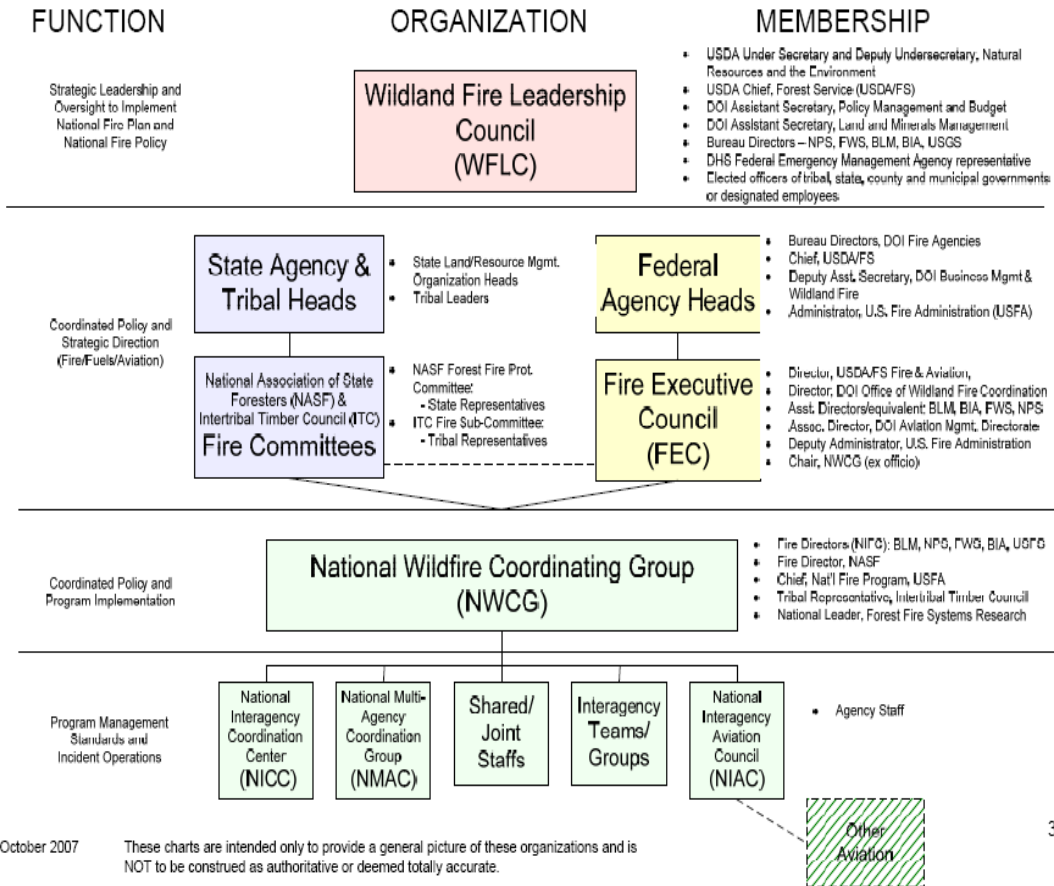 FUNCTION
ORGANIZATION
MEMBERSHIP
Strategic Leadership and
Oversight to Implement
National Fire Plan and
National Fire Policy
Wildland Fire Leadership
Council
(WFLC)
• USDA Under Secretary and Deputy Undersecretary, Natural
Resources and the Environment
• USDA Chief, Forest Service (USDA/FS)
• DOI Assistant Secretary, Policy Management and Budget
• DOI Assistant Secretary, Land and Minerals Management
• Bureau Directors – NPS, FWS, BLM, BIA, USGS
• DHS Federal Emergency Management Agency representative
• Elected officers of tribal, state, county and municipal governments
or designated employees
Coordinated Policy and
Strategic Direction
(Fire/Fuels/Aviation)
State Agency &
Tribal Heads
• State Land/Resource Mgmt.
Organization Heads
• Tribal Leaders
Federal
Agency Heads
• Bureau Directors, DOI Fire Agencies
• Chief, USDA/FS
• Deputy Asst. Secretary, DOI Business Mgmt &
Wildland Fire
• Administrator, U.S. Fire Administration (USFA)
National Association of State
Foresters (NASF) &
Intertribal Timber Council (ITC)
Fire Committees
• NASF Forest Fire Prot.
Committee:
- State Representatives
• ITC Fire Sub-Committee:
- Tribal Representatives
Fire Executive
Council
(FEC)
• Director, USDA/FS Fire & Aviation,
• Director, DOI Office of Wildland Fire Coordination
• Asst. Directors/equivalent: BLM, BIA, FWS, NPS
• Assoc. Director, DOI Aviation Mgmt. Directorate
• Deputy Administrator, U.S. Fire Administration
• Chair, NWCG (ex officio)
Coordinated Policy and
Program Implementation
National Wildfire Coordinating Group
(NWCG)
• Fire Directors (NIFC): BLM, NPS, FWS, BIA, USFS
• Fire Director, NASF
• Chief, Nat'l Fire Program, USFA
• Tribal Representative, Intertribal Timber Council
• National Leader, Forest Fire Systems Research
Program Management
Standards and
Incident Operations
National
Interagency
Coordination
Center
(NICC)
National Multi-
Agency
Coordination
Group
(NMAC)
Shared/
Joint
Staffs
Interagency
Teams/
Groups
National
Interagency
Aviation
Council
(NIAC)
• Agency Staff
Other
Aviation
3
October 2007
These charts are intended only to provide a general picture of these organizations and is
NOT to be construed as authoritative or deemed totally accurate.